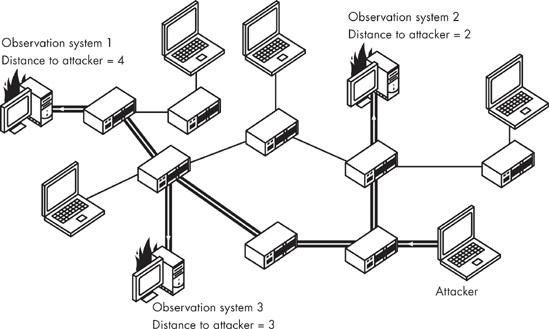 Observation system 1
Distance to attacker = 4
Observation system 2
Distance to attacker = 2
Attacker
Observation system 3
Distance to attacker = 3